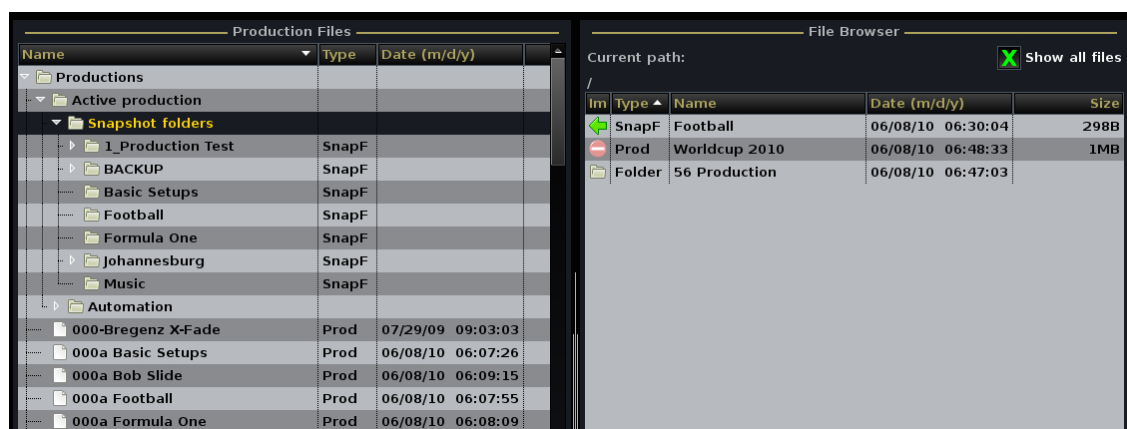 Production Files
Name Type Date (m/d/y)
Productions
Active production
Snapshot folders
1_Production Test SnapF
BACKUP SnapF
Basic Setups SnapF
Football SnapF
Formula One SnapF
Johannesburg SnapF
Music SnapF
Automation
000-Bregenz X-Fade Prod 07/29/09 09:03:03
000a Basic Setups Prod 06/08/10 06:07:26
000a Bob Slide Prod 06/08/10 06:09:15
000a Football Prod 06/08/10 06:07:55
000a Formula One Prod 06/08/10 06:08:09
File Browser
Current path: X Show all files
/
Im Type Name Date (m/d/y) Size
SnapF Football 06/08/10 06:30:04 298B
Prod Worldcup 2010 06/08/10 06:48:33 1MB
Folder 56 Production 06/08/10 06:47:03